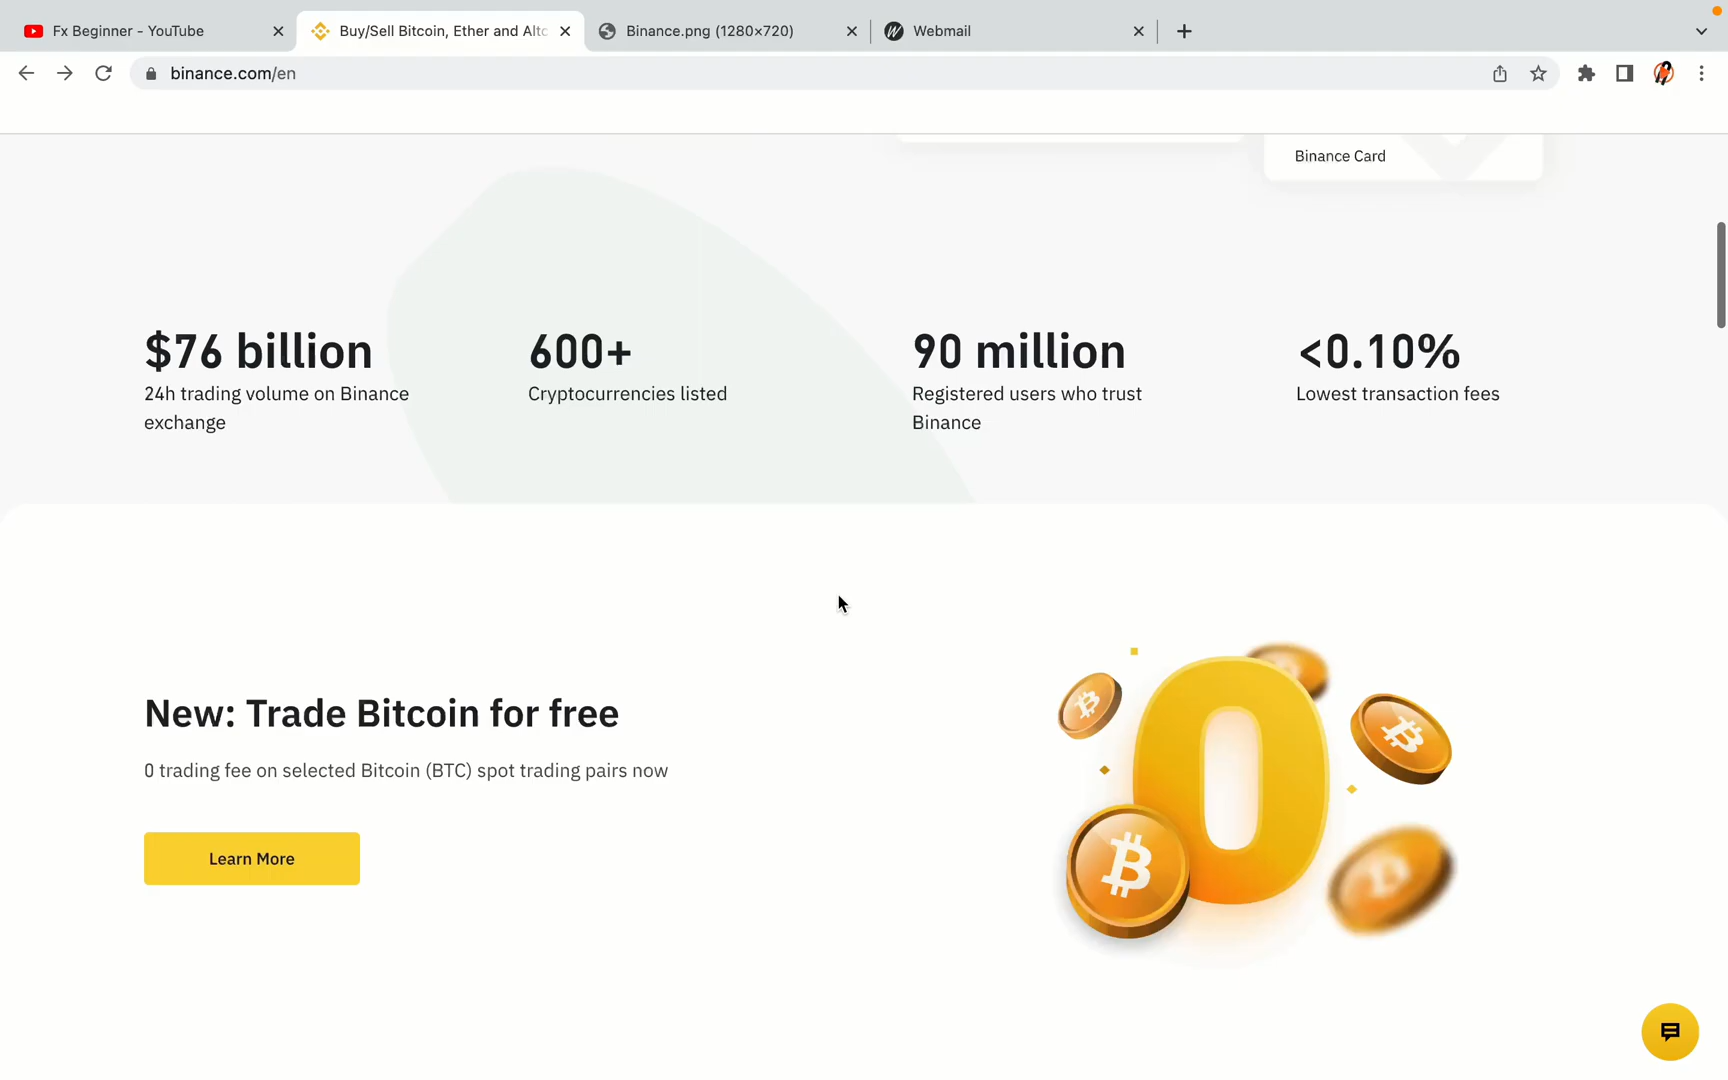 Fx Beginner - YouTube
Buy/Sell Bitcoin, Ether and Altc
Binance.png (1280×720)
Webmail
binance.com/en
Binance Card
$76 billion
24h trading volume on Binance
exchange
600+
Cryptocurrencies listed
90 million
Registered users who trust
Binance
<0.10%
Lowest transaction fees
New: Trade Bitcoin for free
0 trading fee on selected Bitcoin (BTC) spot trading pairs now
Learn More
0